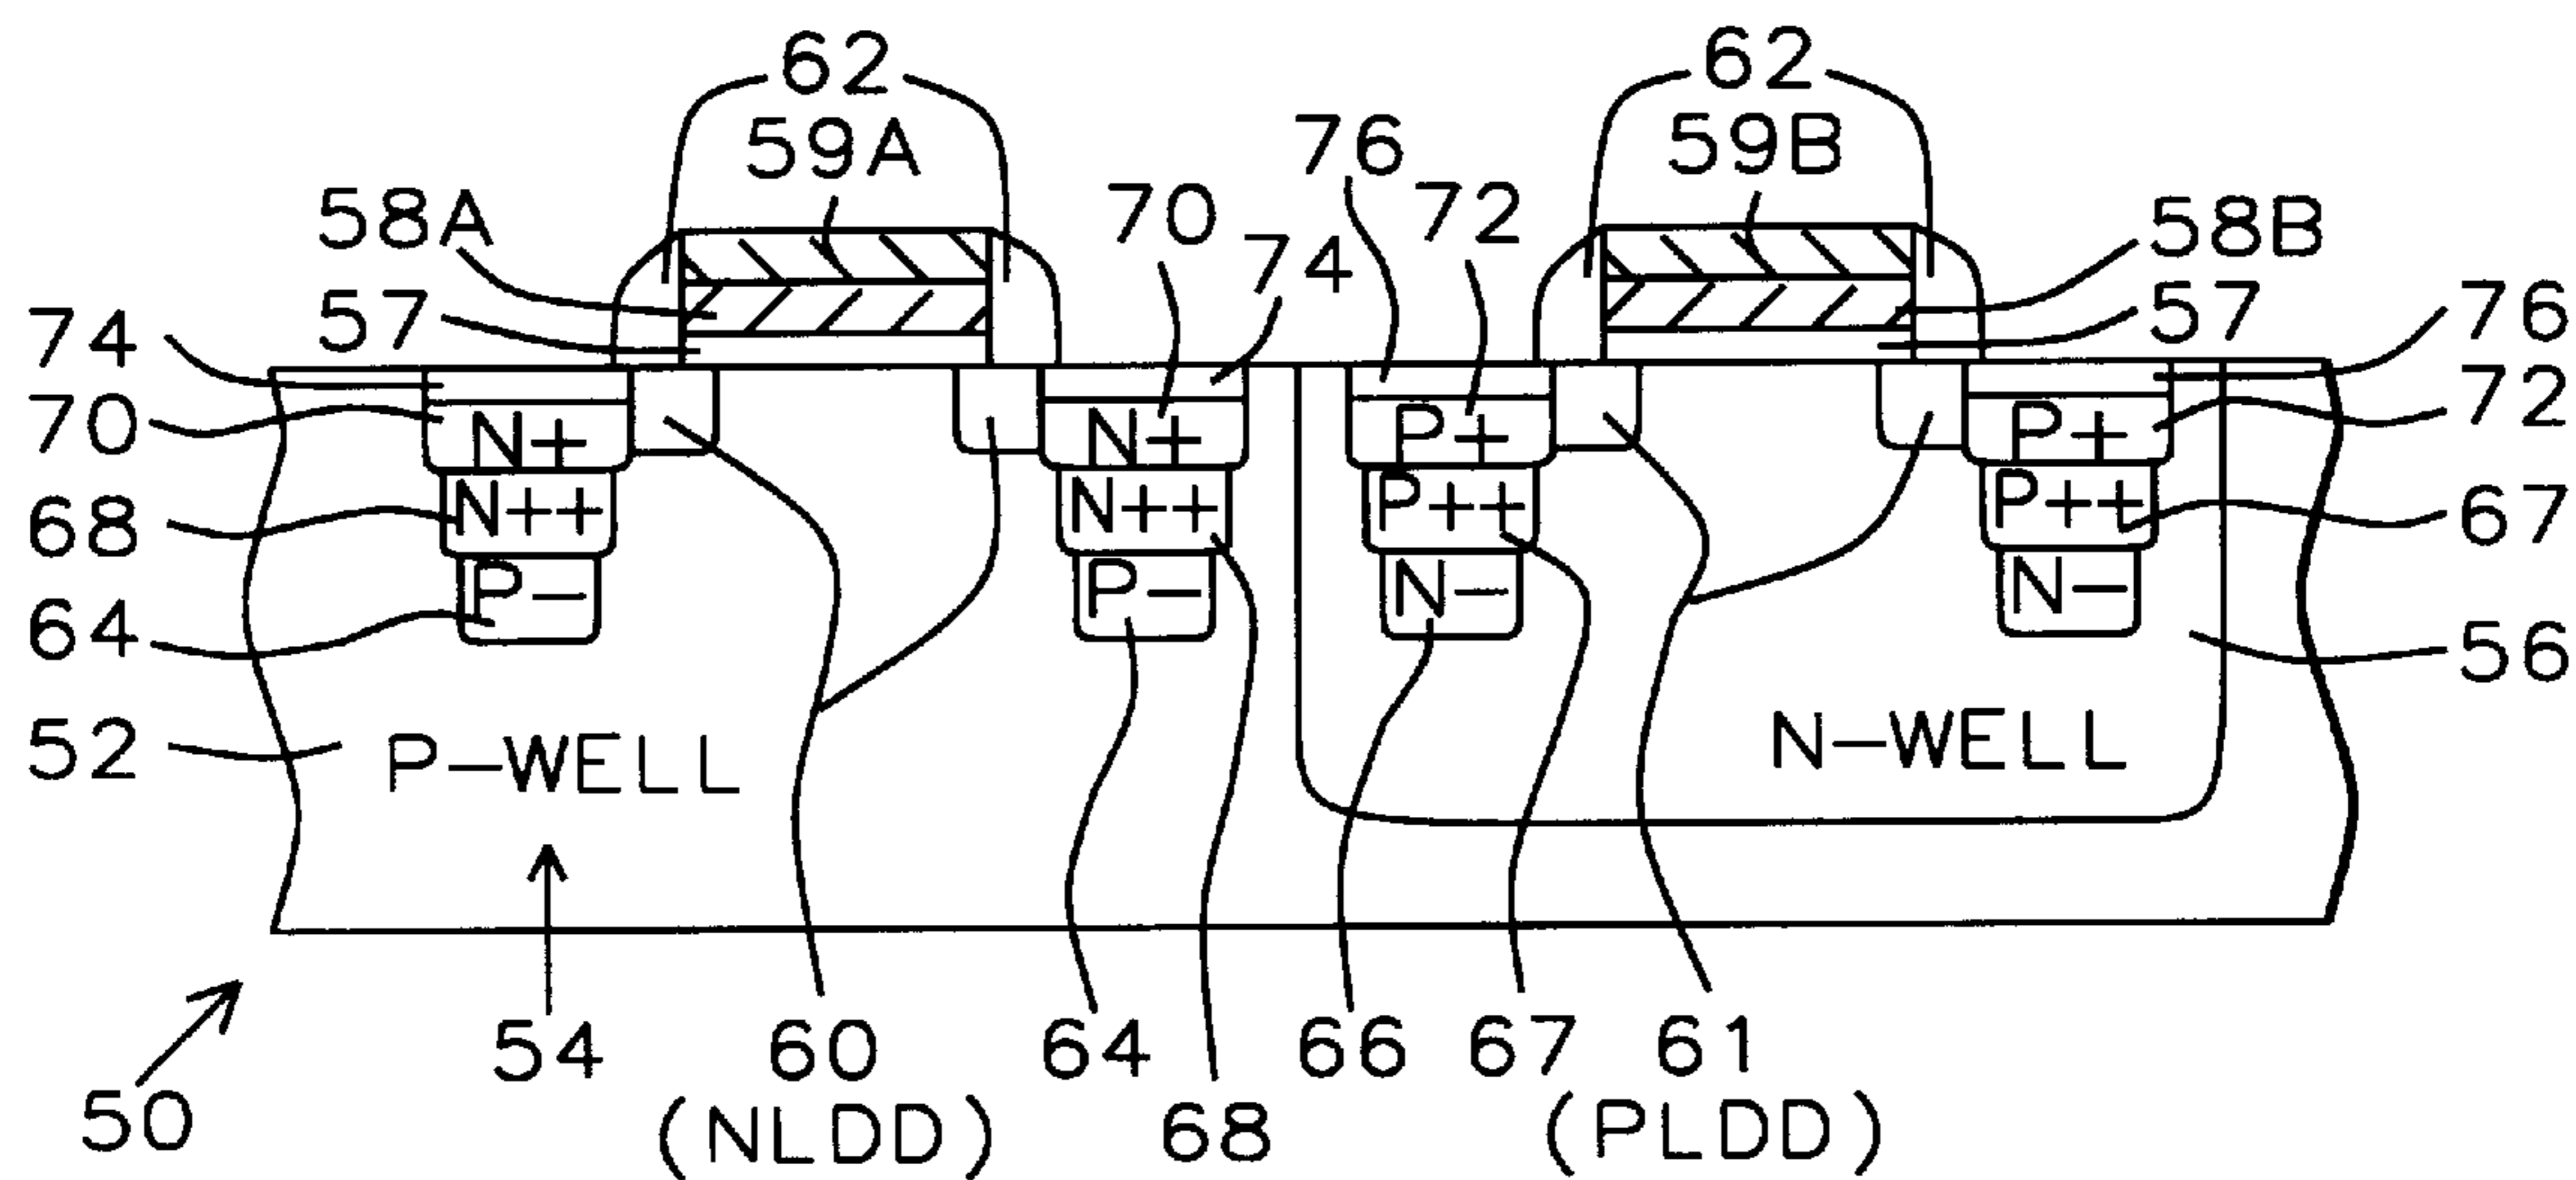 62 62
59A 76 59B
58A 70 72 58B
74
57 57
74 76
70 N+ N+ P+ P+ 72
68 N++ N++ P++ P++ 67
64 P- P- N- N-
56
52 P-WELL N-WELL
54 60 64 66 67 61
50 (NLDD) 68 (PLDD)